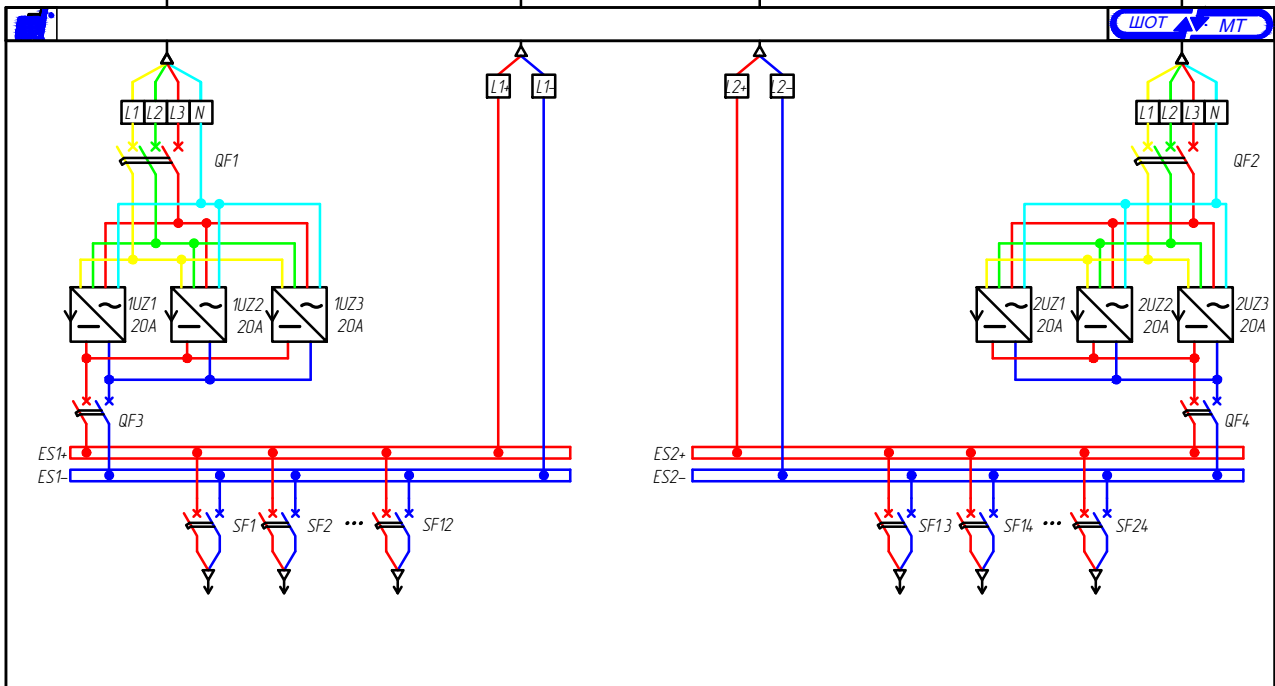 ШОТ МТ
L1+ L1- L2+ L2-
L1 L2 L3 N
L1 L2 L3 N
QF1
QF2
1UZ1
20A
1UZ2
20A
1UZ3
20A
2UZ1
20A
2UZ2
20A
2UZ3
20A
QF3
QF4
ES1+
ES1-
ES2+
ES2-
SF1
SF2
...
SF12
SF13
SF14
...
SF24